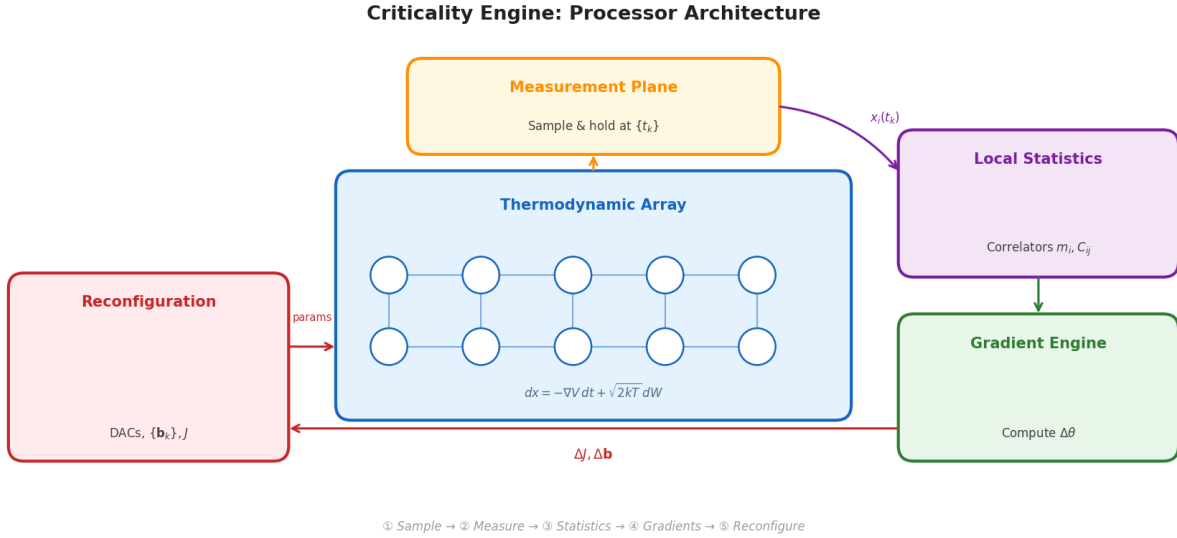 Criticality Engine: Processor Architecture
Measurement Plane
Sample & hold at {t_k}
x_i(t_k)
Local Statistics
Correlators m_i, C_ij
Thermodynamic Array
dx = −∇V dt + √2kT dW
Reconfiguration
params
DACs, {b_k}, J
Gradient Engine
Compute Δθ
ΔJ, Δb
① Sample → ② Measure → ③ Statistics → ④ Gradients → ⑤ Reconfigure